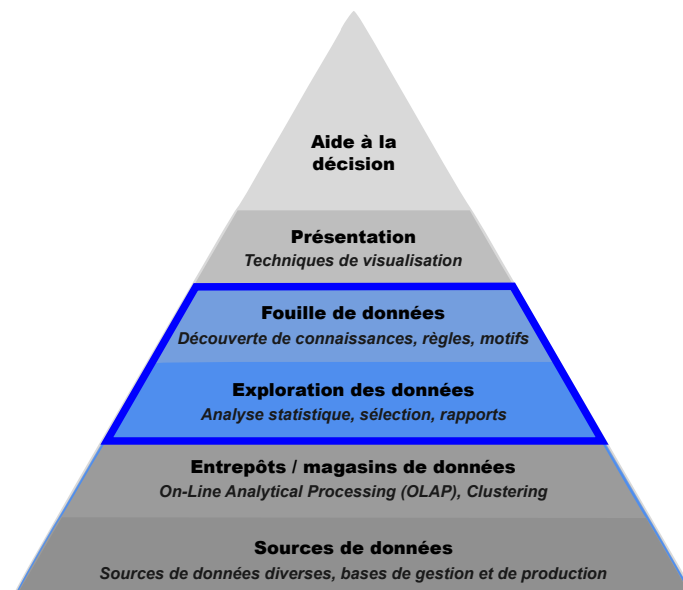 Aide à la
décision
Présentation
Techniques de visualisation
Fouille de données
Découverte de connaissances, règles, motifs
Exploration des données
Analyse statistique, sélection, rapports
Entrepôts / magasins de données
On-Line Analytical Processing (OLAP), Clustering
Sources de données
Sources de données diverses, bases de gestion et de production